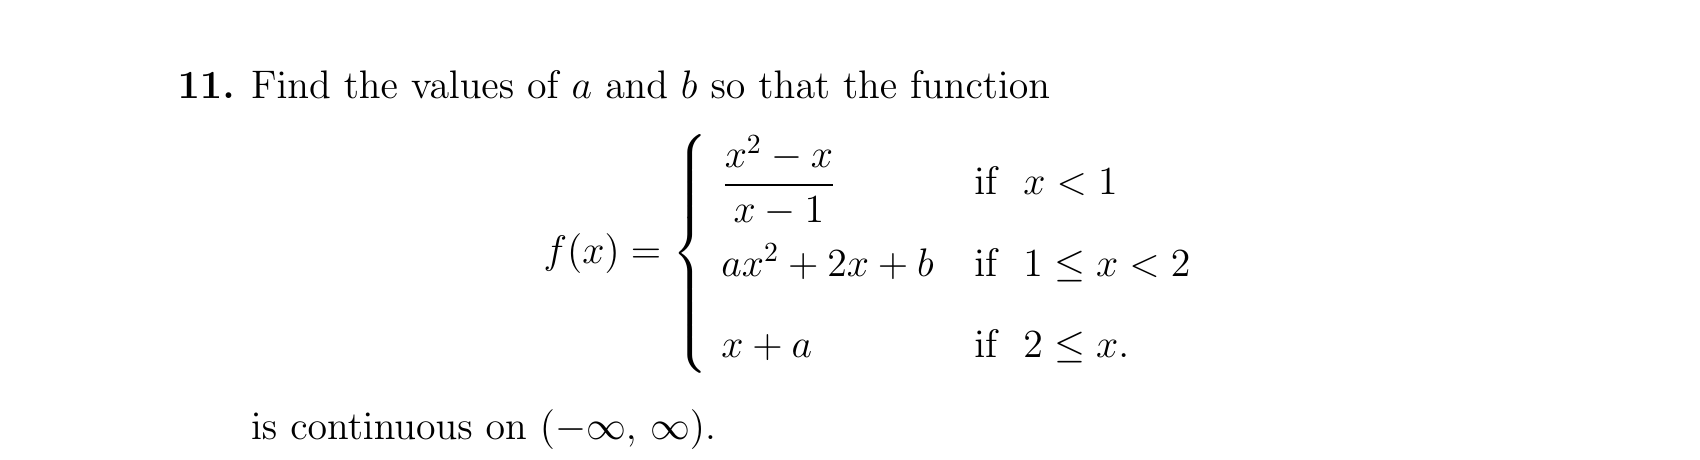 11. Find the values of a and b so that the function
f(x) = { (x² − x)/(x − 1) if x < 1
ax² + 2x + b if 1 ≤ x < 2
x + a if 2 ≤ x.
is continuous on (−∞, ∞).